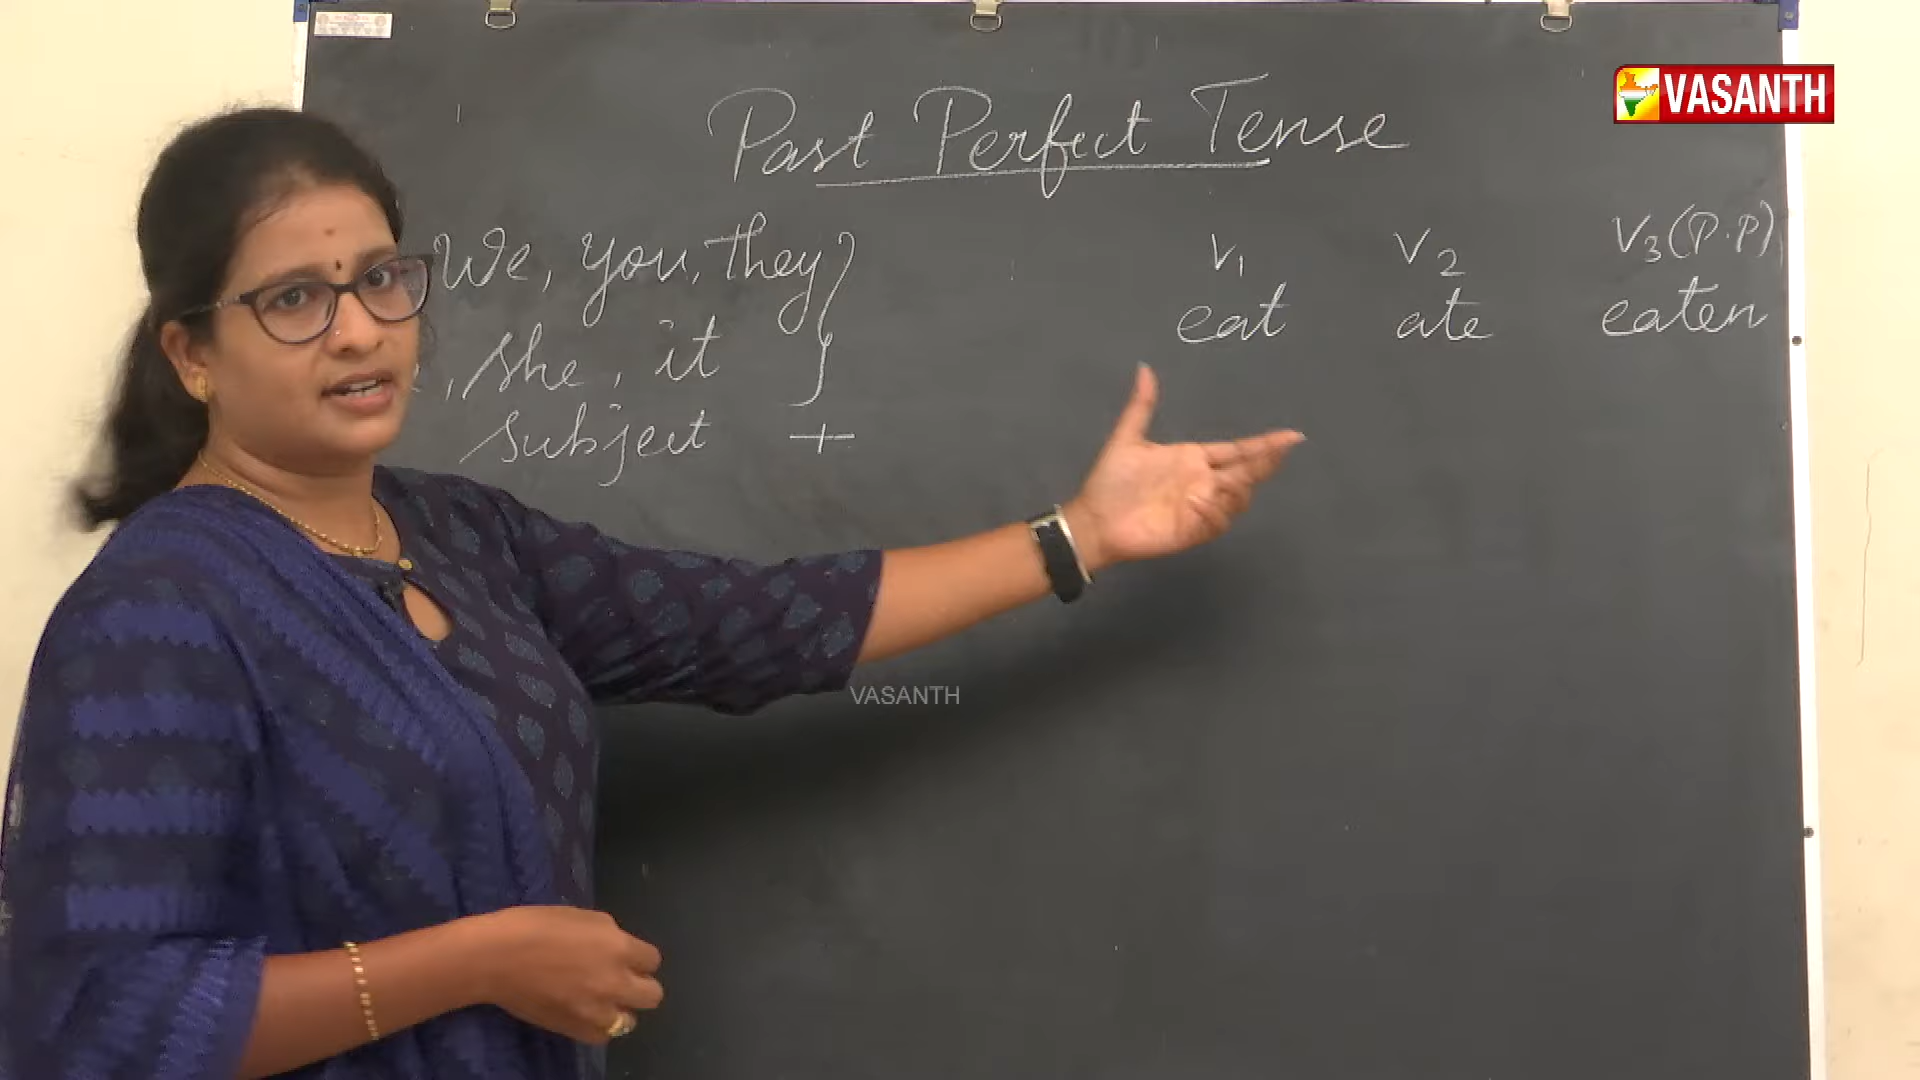 VASANTH
Past Perfect Tense
We, you, they
, she, it
subject +
V1 V2 V3 (P.P)
eat ate eaten
VASANTH